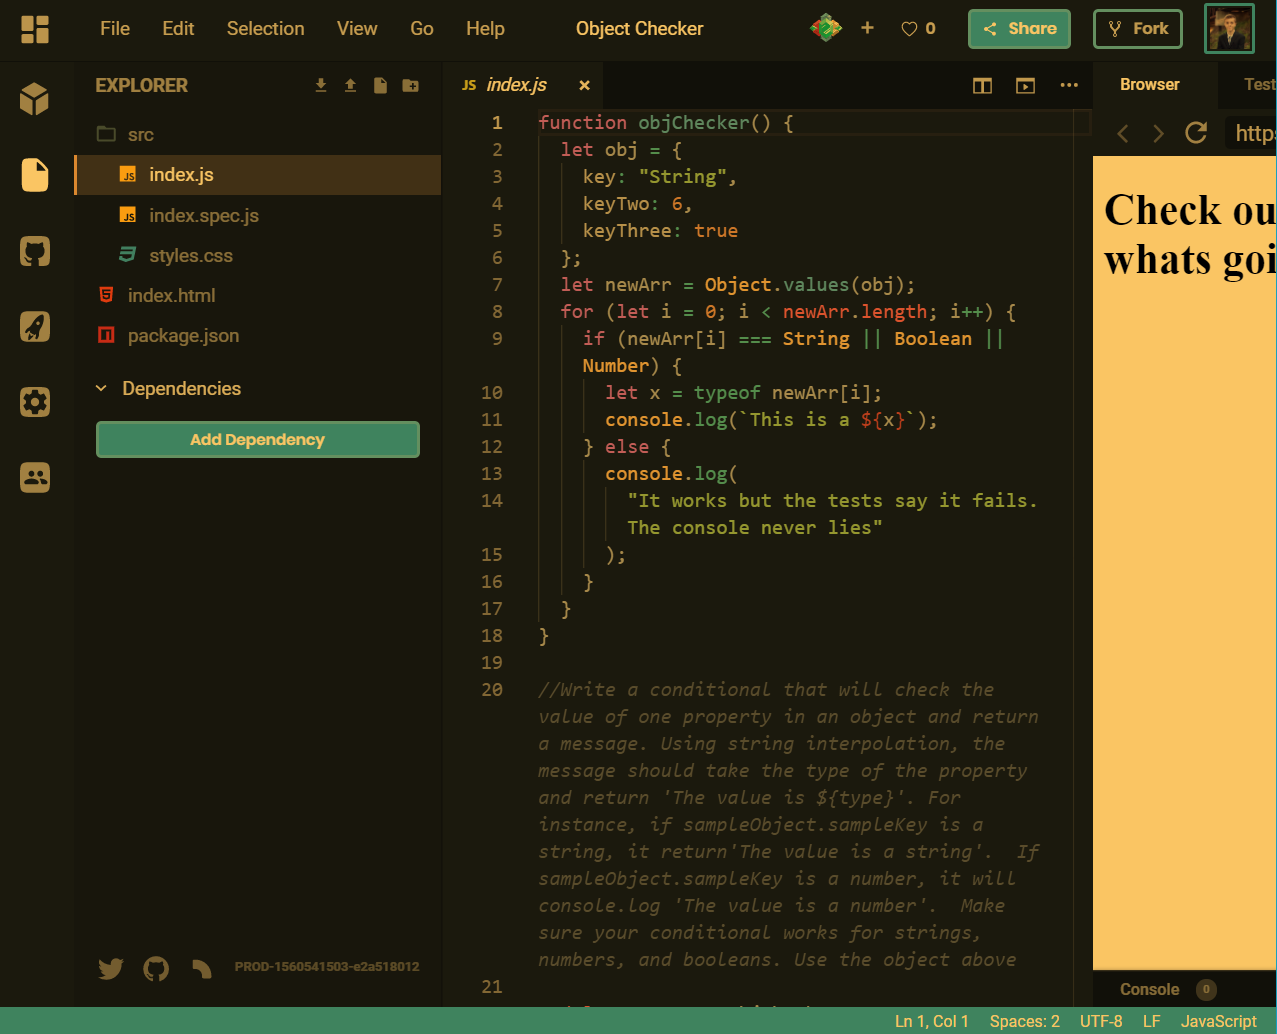 File Edit Selection View Go Help Object Checker 0 Share Fork
EXPLORER
JS index.js
Browser Test
src
index.js
index.spec.js
styles.css
index.html
package.json
Dependencies
Add Dependency
PROD-1560541503-e2a518012
1 function objChecker() {
2 let obj = {
3 key: "String",
4 keyTwo: 6,
5 keyThree: true
6 };
7 let newArr = Object.values(obj);
8 for (let i = 0; i < newArr.length; i++) {
9 if (newArr[i] === String || Boolean ||
Number) {
10 let x = typeof newArr[i];
11 console.log(`This is a ${x}`);
12 } else {
13 console.log(
14 "It works but the tests say it fails.
The console never lies"
15 );
16 }
17 }
18 }
19
20 //Write a conditional that will check the
value of one property in an object and return
a message. Using string interpolation, the
message should take the type of the property
and return 'The value is ${type}'. For
instance, if sampleObject.sampleKey is a
string, it return'The value is a string'.  If
sampleObject.sampleKey is a number, it will
console.log 'The value is a number'.  Make
sure your conditional works for strings,
numbers, and booleans. Use the object above
21
https
Check ou
whats goi
Console 0
Ln 1, Col 1 Spaces: 2 UTF-8 LF JavaScript